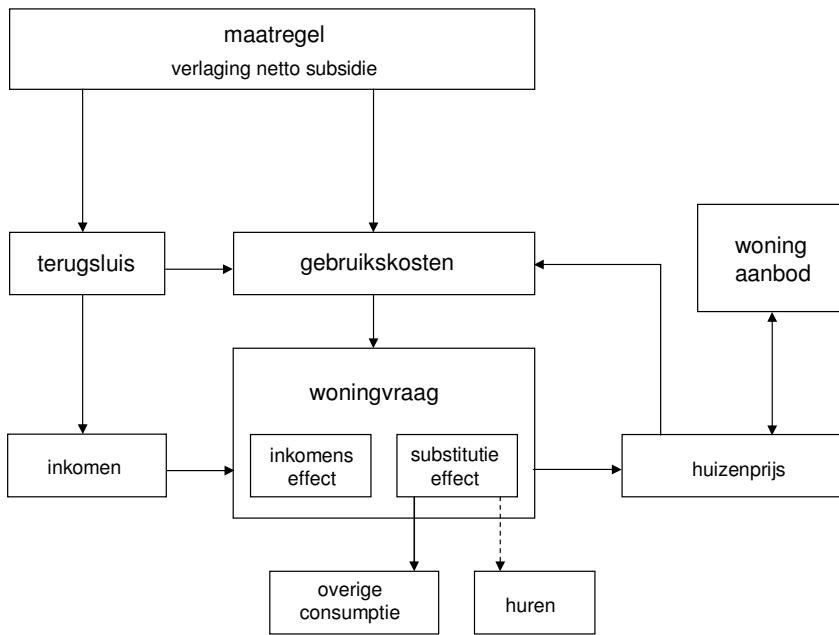 maatregel
verlaging netto subsidie
terugsluis
gebruikskosten
woning
aanbod
woningvraag
inkomen
inkomens
effect
substitutie
effect
huizenprijs
overige
consumptie
huren